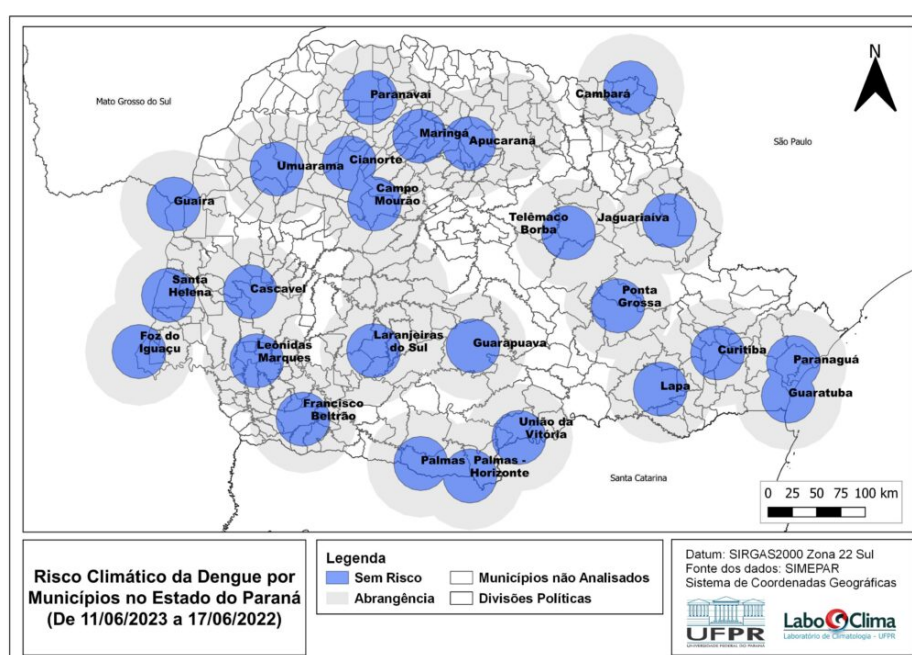 N
Mato Grosso do Sul
São Paulo
Santa Catarina
Paranavaí
Cambará
Maringá
Apucarana
Cianorte
Umuarama
Campo
Mourão
Guaira
Telêmaco
Borba
Jaguariaíva
Santa
Helena
Cascavel
Ponta
Grossa
Foz do
Iguaçu
Leônidas
Marques
Laranjeiras
do Sul
Guarapuava
Curitiba
Paranaguá
Lapa
Guaratuba
Francisco
Beltrão
União da
Vitória
Palmas
Palmas -
Horizonte
0 25 50 75 100 km
Risco Climático da Dengue por
Municípios no Estado do Paraná
(De 11/06/2023 a 17/06/2022)
Legenda
Sem Risco
Municípios não Analisados
Abrangência
Divisões Políticas
Datum: SIRGAS2000 Zona 22 Sul
Fonte dos dados: SIMEPAR
Sistema de Coordenadas Geográficas
UFPR
UNIVERSIDADE FEDERAL DO PARANÁ
LaboClima
Laboratório de Climatologia - UFPR